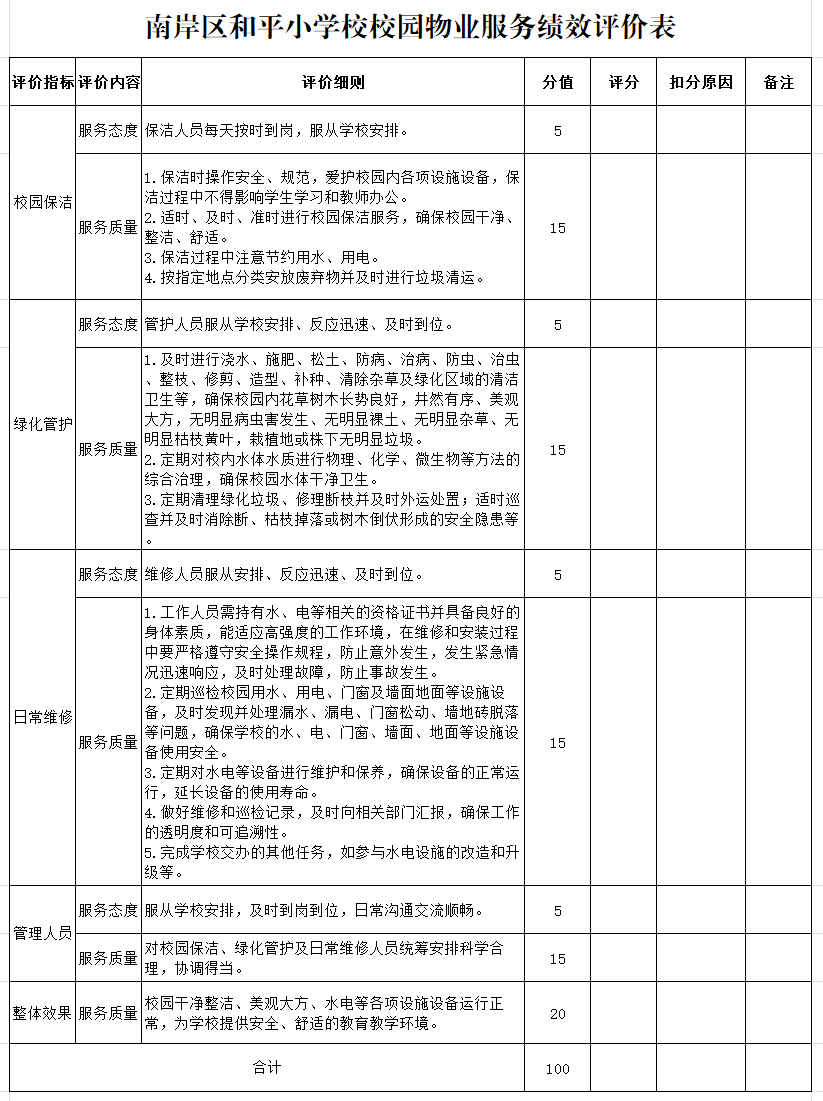 南岸区和平小学校校园物业服务绩效评价表
评价指标 评价内容 评价细则 分值 评分 扣分原因 备注
校园保洁
服务态度 保洁人员每天按时到岗，服从学校安排。 5
服务质量
1.保洁时操作安全、规范，爱护校园内各项设施设备，保
洁过程中不得影响学生学习和教师办公。
2.适时、及时、准时进行校园保洁服务，确保校园干净、
整洁、舒适。
3.保洁过程中注意节约用水、用电。
4.按指定地点分类安放废弃物并及时进行垃圾清运。
15
绿化管护
服务态度 管护人员服从学校安排、反应迅速、及时到位。 5
服务质量
1.及时进行浇水、施肥、松土、防病、治病、防虫、治虫
、整枝、修剪、造型、补种、清除杂草及绿化区域的清洁
卫生等，确保校园内花草树木长势良好，井然有序、美观
大方，无明显病虫害发生、无明显裸土、无明显杂草、无
明显枯枝黄叶，栽植地或株下无明显垃圾。
2.定期对校内水体水质进行物理、化学、微生物等方法的
综合治理，确保校园水体干净卫生。
3.定期清理绿化垃圾、修理断枝并及时外运处置；适时巡
查并及时消除断、枯枝掉落或树木倒伏形成的安全隐患等
。
15
日常维修
服务态度 维修人员服从安排、反应迅速、及时到位。 5
服务质量
1.工作人员需持有水、电等相关的资格证书并具备良好的
身体素质，能适应高强度的工作环境，在维修和安装过程
中要严格遵守安全操作规程，防止意外发生，发生紧急情
况迅速响应，及时处理故障，防止事故发生。
2.定期巡检校园用水、用电、门窗及墙面地面等设施设
备，及时发现并处理漏水、漏电、门窗松动、墙地砖脱落
等问题，确保学校的水、电、门窗、墙面、地面等设施设
备使用安全。
3.定期对水电等设备进行维护和保养，确保设备的正常运
行，延长设备的使用寿命。
4.做好维修和巡检记录，及时向相关部门汇报，确保工作
的透明度和可追溯性。
5.完成学校交办的其他任务，如参与水电设施的改造和升
级等。
15
管理人员
服务态度 服从学校安排，及时到岗到位，日常沟通交流顺畅。 5
服务质量
对校园保洁、绿化管护及日常维修人员统筹安排科学合
理，协调得当。
15
整体效果 服务质量
校园干净整洁、美观大方、水电等各项设施设备运行正
常，为学校提供安全、舒适的教育教学环境。
20
合计 100